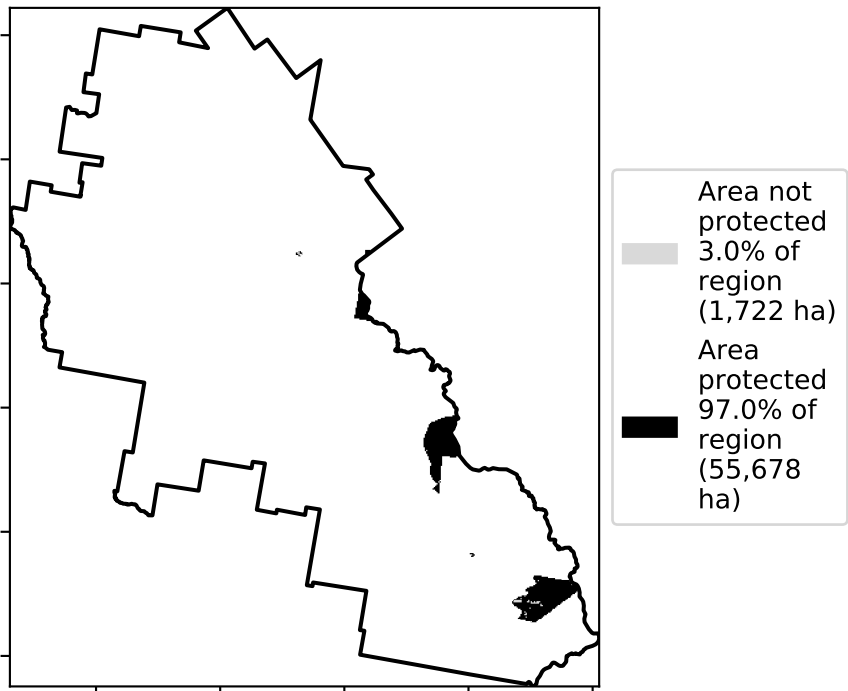 Area not
protected
3.0% of
region
(1,722 ha)
Area
protected
97.0% of
region
(55,678
ha)